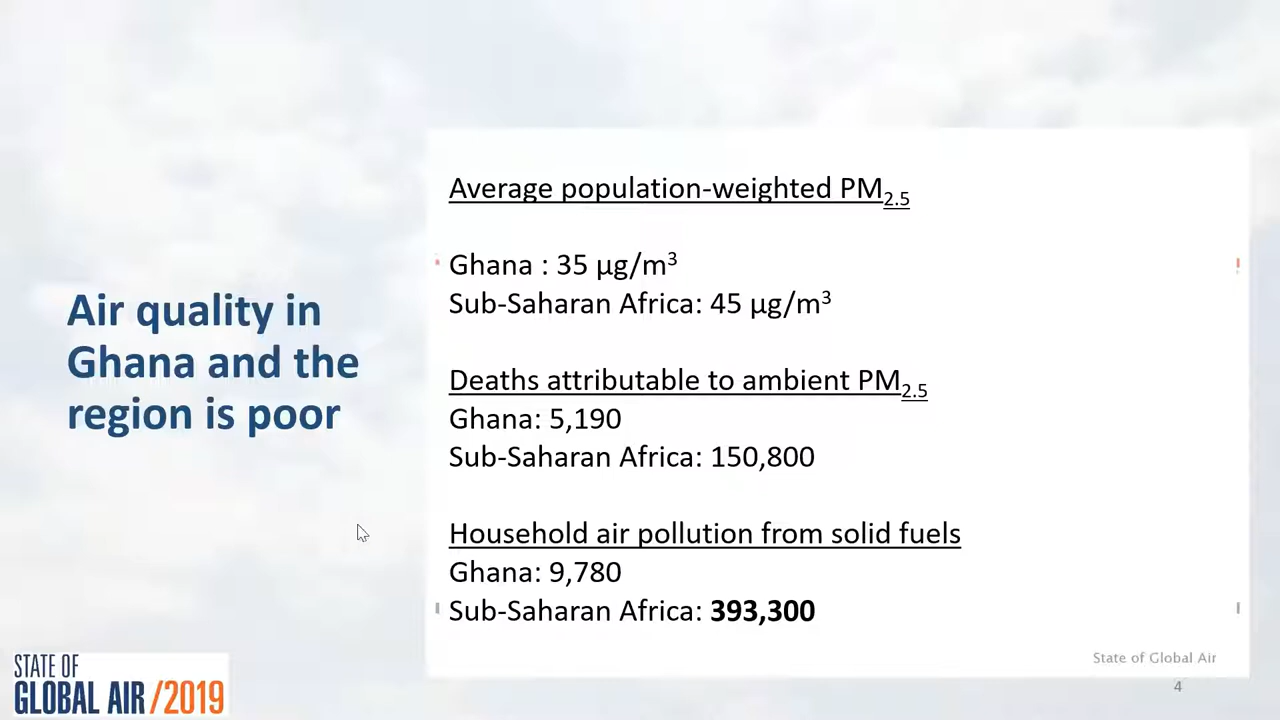 Air quality in
Ghana and the
region is poor
Average population-weighted PM2.5
Ghana : 35 µg/m³
Sub-Saharan Africa: 45 µg/m³
Deaths attributable to ambient PM2.5
Ghana: 5,190
Sub-Saharan Africa: 150,800
Household air pollution from solid fuels
Ghana: 9,780
Sub-Saharan Africa: 393,300
State of Global Air
4
STATE OF
GLOBAL AIR/2019